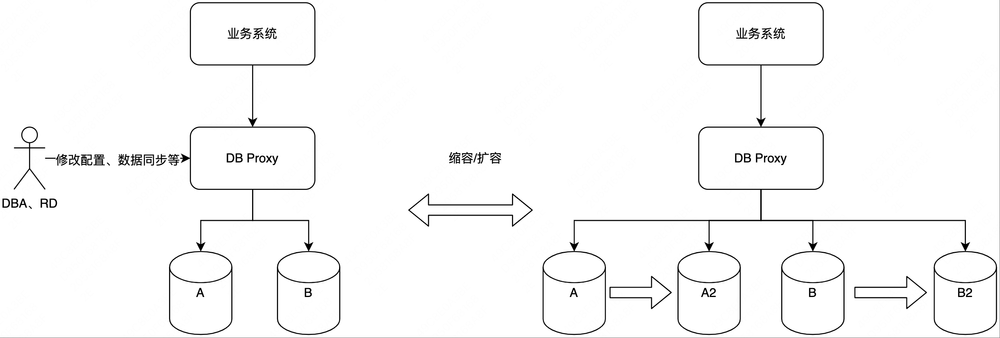 业务系统
业务系统
DB Proxy
修改配置、数据同步等
DBA、RD
缩容/扩容
DB Proxy
A
B
A
A2
B
B2